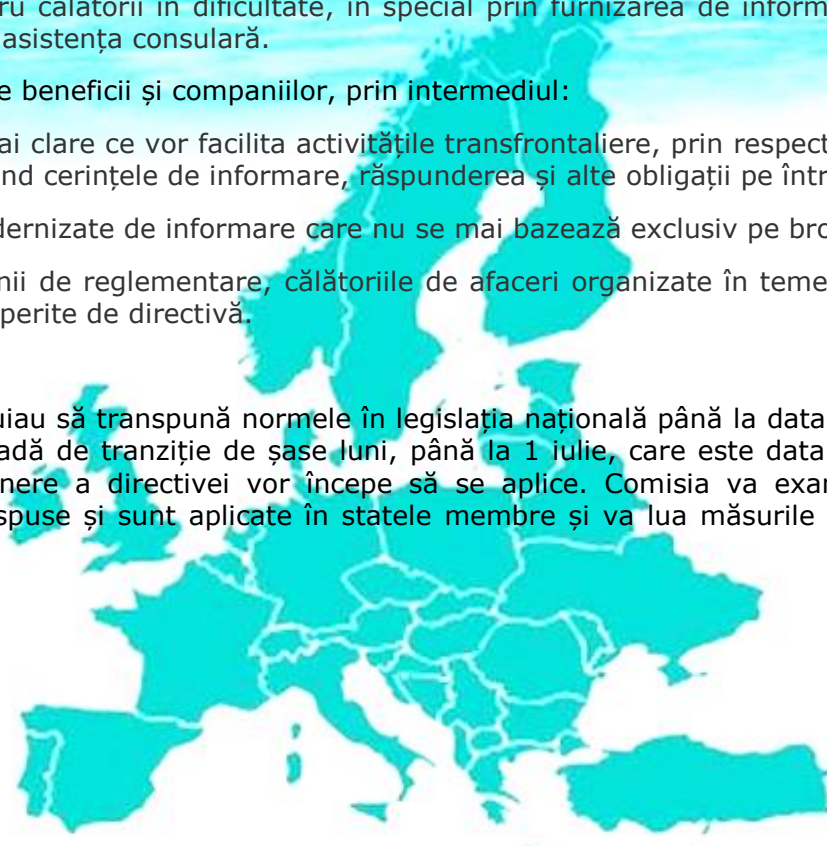 ru călătorii în dificultate, în special prin furnizarea de inform
asistența consulară.
e beneficii și companiilor, prin intermediul:
ai clare ce vor facilita activitățile transfrontaliere, prin respect
nd cerințele de informare, răspunderea și alte obligații pe într
dernizate de informare care nu se mai bazează exclusiv pe bro
nii de reglementare, călătoriile de afaceri organizate în teme
perite de directivă.
uiau să transpună normele în legislația națională până la data
adă de tranziție de șase luni, până la 1 iulie, care este data
nere a directivei vor începe să se aplice. Comisia va exar
spuse și sunt aplicate în statele membre și va lua măsurile